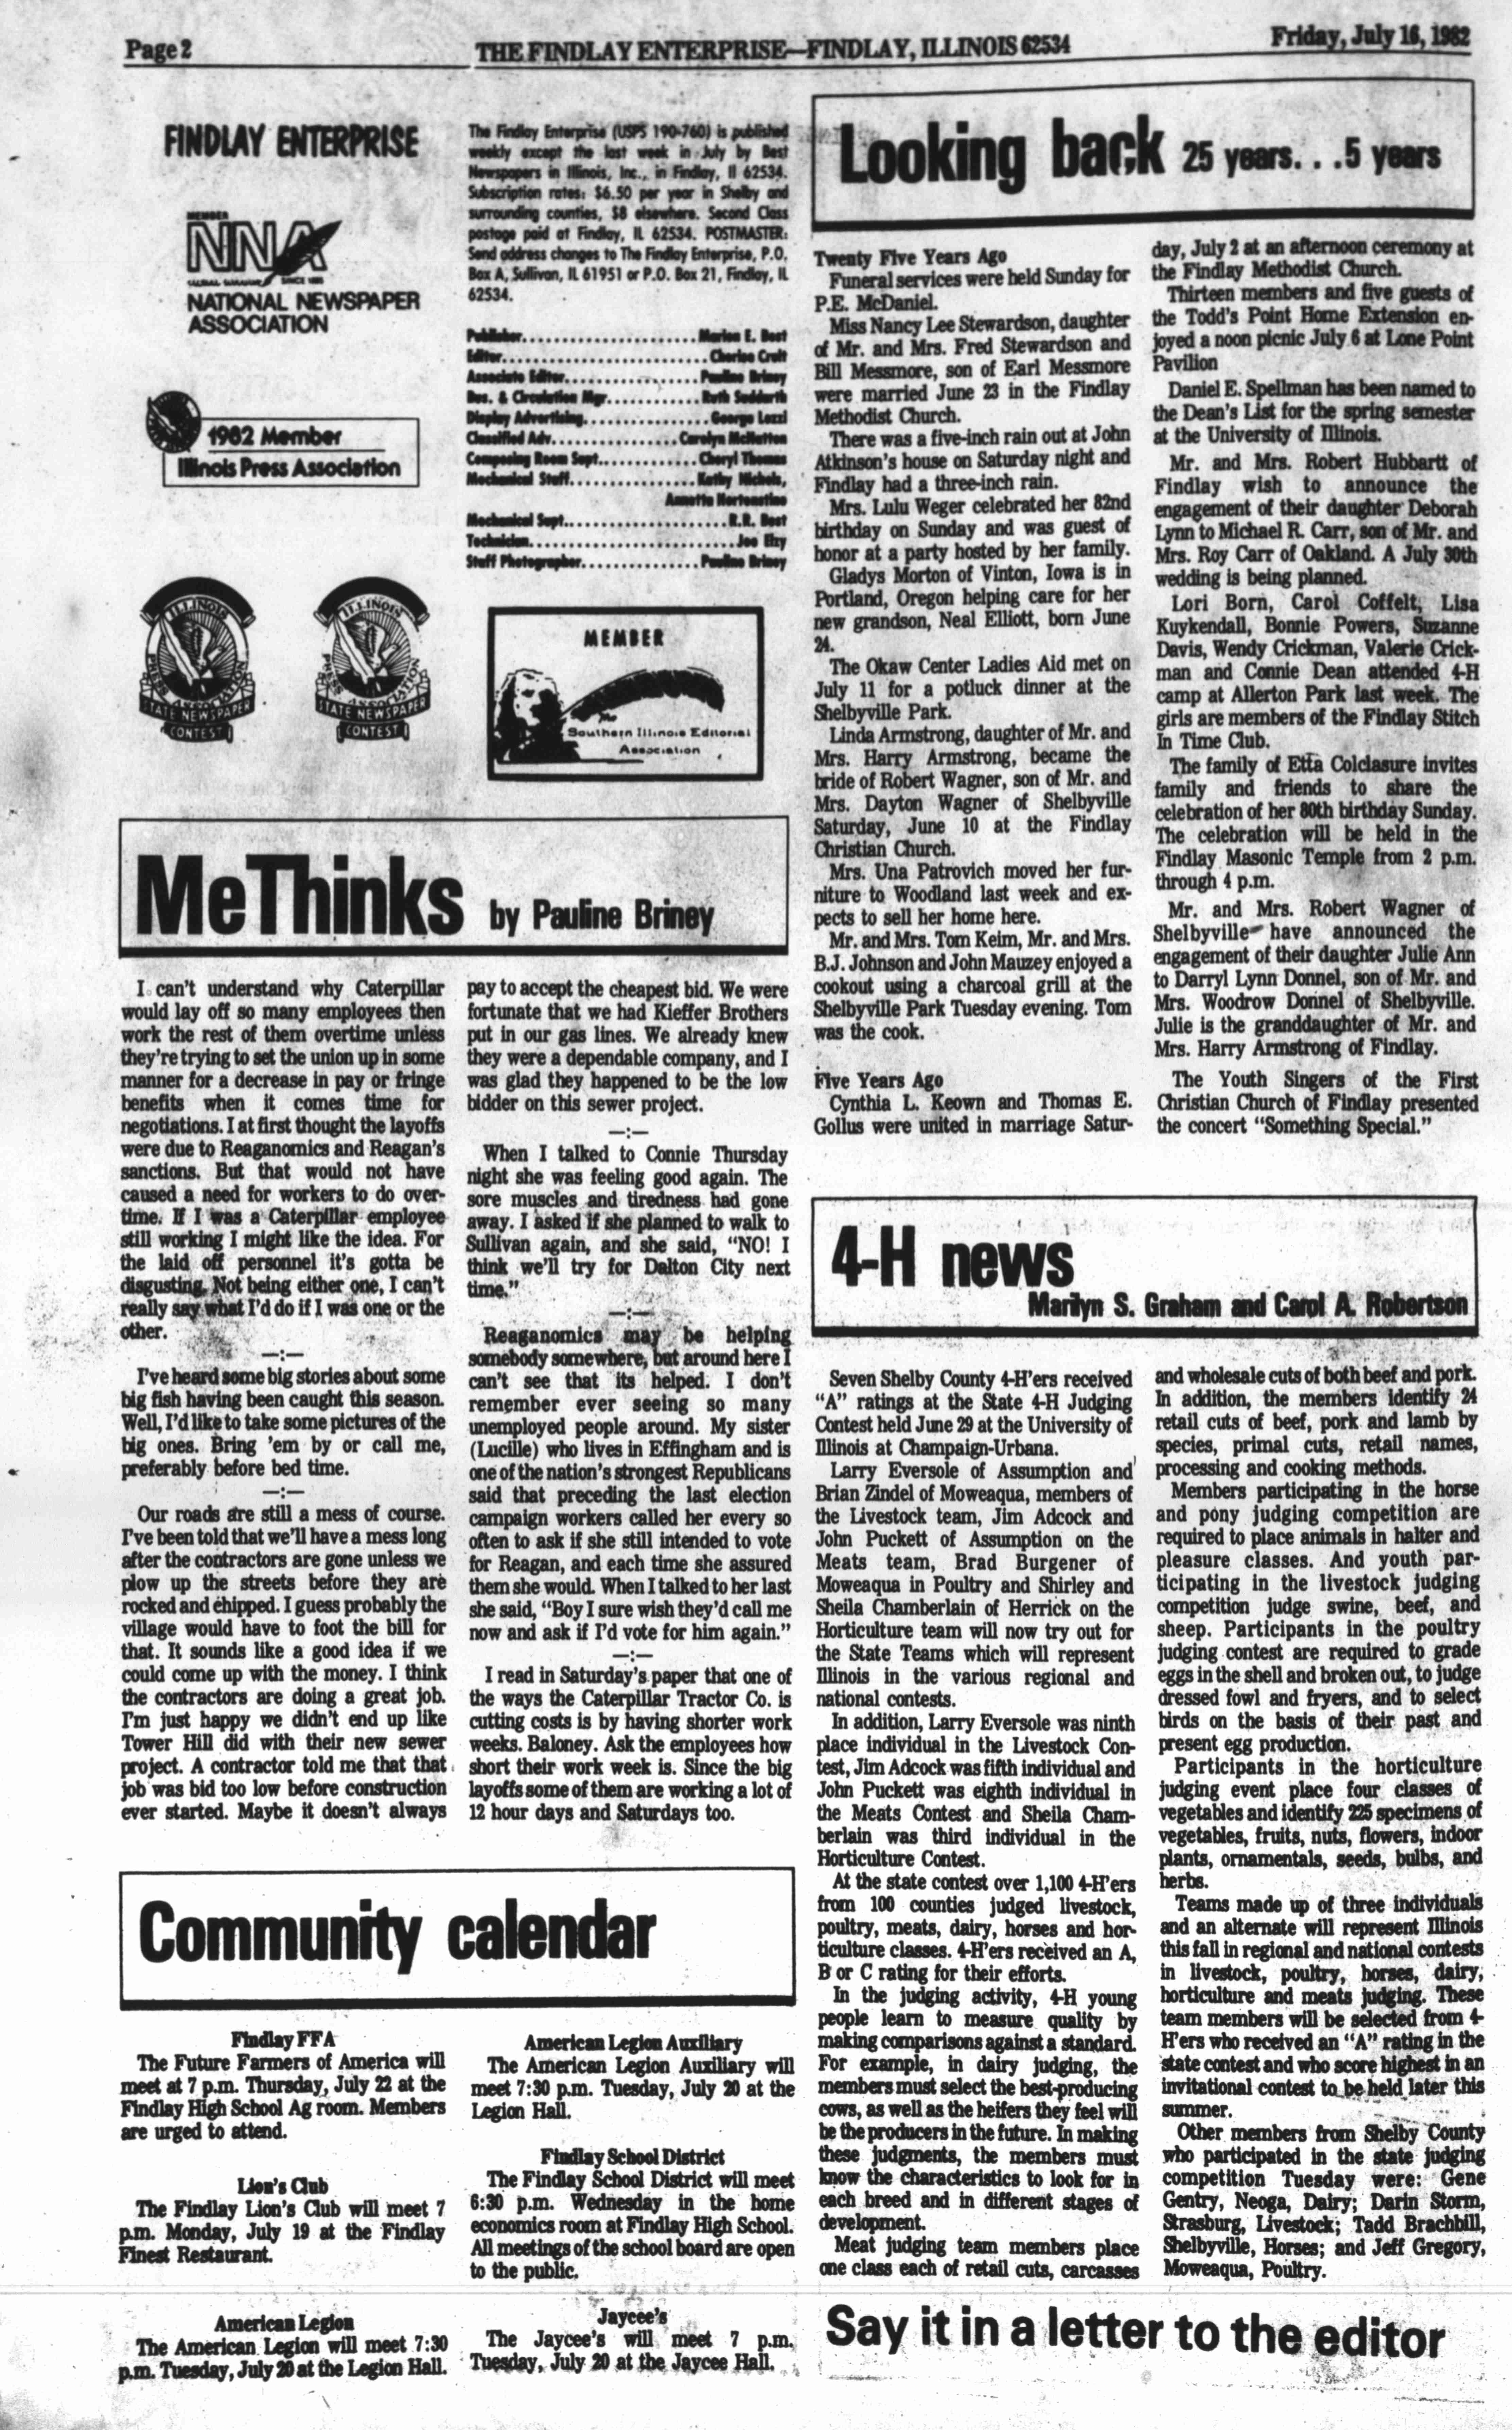 Page 2
THE FINDLAY ENTERPRISE—FINDLAY, ILLINOIS 62534
Friday, July 16, 1982
FINDLAY ENTERPRISE
MEMBER
NNA
SINCE 1885
NATIONAL NEWSPAPER
ASSOCIATION
1982 Member
Illinois Press Association
ILLINOIS
PRESS ASSOCIATION
STATE NEWSPAPER
CONTEST
ILLINOIS
PRESS ASSOCIATION
STATE NEWSPAPER
CONTEST
The Findlay Enterprise (USPS 190-760) is published
weekly except the last week in July by Best
Newspapers in Illinois, Inc., in Findlay, Il 62534.
Subscription rates: $6.50 per year in Shelby and
surrounding counties, $8 elsewhere. Second Class
postage paid at Findlay, IL 62534. POSTMASTER:
Send address changes to The Findlay Enterprise, P.O.
Box A, Sullivan, IL 61951 or P.O. Box 21, Findlay, IL
62534.
Publisher.......................Marion E. Best
Editor...........................Cherise Cruit
Associate Editor..................Pauline Briney
Bus. & Circulation Mgr............Ruth Suddarth
Display Advertising.................George Lozzi
Classified Adv.................Carolyn McNutton
Composing Room Supt.............Cheryl Thomas
Mechanical Staff.................Kathy Nichols,
Annette Hortenstine
Mechanical Supt......................R.R. Best
Technician...........................Joe Elzy
Staff Photographer...............Pauline Briney
MEMBER
The
Southern Illinois Editorial
Association
MeThinks by Pauline Briney
I can't understand why Caterpillar
would lay off so many employees then
work the rest of them overtime unless
they're trying to set the union up in some
manner for a decrease in pay or fringe
benefits when it comes time for
negotiations. I at first thought the layoffs
were due to Reaganomics and Reagan's
sanctions. But that would not have
caused a need for workers to do over-
time. If I was a Caterpillar employee
still working I might like the idea. For
the laid off personnel it's gotta be
disgusting. Not being either one, I can't
really say what I'd do if I was one or the
other.
—:—
I've heard some big stories about some
big fish having been caught this season.
Well, I'd like to take some pictures of the
big ones. Bring 'em by or call me,
preferably before bed time.
—:—
Our roads are still a mess of course.
I've been told that we'll have a mess long
after the contractors are gone unless we
plow up the streets before they are
rocked and chipped. I guess probably the
village would have to foot the bill for
that. It sounds like a good idea if we
could come up with the money. I think
the contractors are doing a great job.
I'm just happy we didn't end up like
Tower Hill did with their new sewer
project. A contractor told me that that
job was bid too low before construction
ever started. Maybe it doesn't always
pay to accept the cheapest bid. We were
fortunate that we had Kieffer Brothers
put in our gas lines. We already knew
they were a dependable company, and I
was glad they happened to be the low
bidder on this sewer project.
—:—
When I talked to Connie Thursday
night she was feeling good again. The
sore muscles and tiredness had gone
away. I asked if she planned to walk to
Sullivan again, and she said, "NO! I
think we'll try for Dalton City next
time."
—:—
Reaganomics may be helping
somebody somewhere, but around here I
can't see that its helped. I don't
remember ever seeing so many
unemployed people around. My sister
(Lucille) who lives in Effingham and is
one of the nation's strongest Republicans
said that preceding the last election
campaign workers called her every so
often to ask if she still intended to vote
for Reagan, and each time she assured
them she would. When I talked to her last
she said, "Boy I sure wish they'd call me
now and ask if I'd vote for him again."
—:—
I read in Saturday's paper that one of
the ways the Caterpillar Tractor Co. is
cutting costs is by having shorter work
weeks. Baloney. Ask the employees how
short their work week is. Since the big
layoffs some of them are working a lot of
12 hour days and Saturdays too.
Community calendar
Findlay FFA
The Future Farmers of America will
meet at 7 p.m. Thursday, July 22 at the
Findlay High School Ag room. Members
are urged to attend.
Lion's Club
The Findlay Lion's Club will meet 7
p.m. Monday, July 19 at the Findlay
Finest Restaurant.
American Legion
The American Legion will meet 7:30
p.m. Tuesday, July 20 at the Legion Hall.
American Legion Auxiliary
The American Legion Auxiliary will
meet 7:30 p.m. Tuesday, July 20 at the
Legion Hall.
Findlay School District
The Findlay School District will meet
6:30 p.m. Wednesday in the home
economics room at Findlay High School.
All meetings of the school board are open
to the public.
Jaycee's
The Jaycee's will meet 7 p.m.
Tuesday, July 20 at the Jaycee Hall.
Looking back 25 years. . .5 years
Twenty Five Years Ago
Funeral services were held Sunday for
P.E. McDaniel.
Miss Nancy Lee Stewardson, daughter
of Mr. and Mrs. Fred Stewardson and
Bill Messmore, son of Earl Messmore
were married June 23 in the Findlay
Methodist Church.
There was a five-inch rain out at John
Atkinson's house on Saturday night and
Findlay had a three-inch rain.
Mrs. Lulu Weger celebrated her 82nd
birthday on Sunday and was guest of
honor at a party hosted by her family.
Gladys Morton of Vinton, Iowa is in
Portland, Oregon helping care for her
new grandson, Neal Elliott, born June
24.
The Okaw Center Ladies Aid met on
July 11 for a potluck dinner at the
Shelbyville Park.
Linda Armstrong, daughter of Mr. and
Mrs. Harry Armstrong, became the
bride of Robert Wagner, son of Mr. and
Mrs. Dayton Wagner of Shelbyville
Saturday, June 10 at the Findlay
Christian Church.
Mrs. Una Patrovich moved her fur-
niture to Woodland last week and ex-
pects to sell her home here.
Mr. and Mrs. Tom Keim, Mr. and Mrs.
B.J. Johnson and John Mauzey enjoyed a
cookout using a charcoal grill at the
Shelbyville Park Tuesday evening. Tom
was the cook.
Five Years Ago
Cynthia L. Keown and Thomas E.
Gollus were united in marriage Satur-
day, July 2 at an afternoon ceremony at
the Findlay Methodist Church.
Thirteen members and five guests of
the Todd's Point Home Extension en-
joyed a noon picnic July 6 at Lone Point
Pavilion
Daniel E. Spellman has been named to
the Dean's List for the spring semester
at the University of Illinois.
Mr. and Mrs. Robert Hubbartt of
Findlay wish to announce the
engagement of their daughter Deborah
Lynn to Michael R. Carr, son of Mr. and
Mrs. Roy Carr of Oakland. A July 30th
wedding is being planned.
Lori Born, Carol Coffelt, Lisa
Kuykendall, Bonnie Powers, Suzanne
Davis, Wendy Crickman, Valerie Crick-
man and Connie Dean attended 4-H
camp at Allerton Park last week. The
girls are members of the Findlay Stitch
In Time Club.
The family of Etta Colclasure invites
family and friends to share the
celebration of her 80th birthday Sunday.
The celebration will be held in the
Findlay Masonic Temple from 2 p.m.
through 4 p.m.
Mr. and Mrs. Robert Wagner of
Shelbyville have announced the
engagement of their daughter Julie Ann
to Darryl Lynn Donnel, son of Mr. and
Mrs. Woodrow Donnel of Shelbyville.
Julie is the granddaughter of Mr. and
Mrs. Harry Armstrong of Findlay.
The Youth Singers of the First
Christian Church of Findlay presented
the concert "Something Special."
4-H news
Marilyn S. Graham and Carol A. Robertson
Seven Shelby County 4-H'ers received
"A" ratings at the State 4-H Judging
Contest held June 29 at the University of
Illinois at Champaign-Urbana.
Larry Eversole of Assumption and
Brian Zindel of Moweaqua, members of
the Livestock team, Jim Adcock and
John Puckett of Assumption on the
Meats team, Brad Burgener of
Moweaqua in Poultry and Shirley and
Sheila Chamberlain of Herrick on the
Horticulture team will now try out for
the State Teams which will represent
Illinois in the various regional and
national contests.
In addition, Larry Eversole was ninth
place individual in the Livestock Con-
test, Jim Adcock was fifth individual and
John Puckett was eighth individual in
the Meats Contest and Sheila Cham-
berlain was third individual in the
Horticulture Contest.
At the state contest over 1,100 4-H'ers
from 100 counties judged livestock,
poultry, meats, dairy, horses and hor-
ticulture classes. 4-H'ers received an A,
B or C rating for their efforts.
In the judging activity, 4-H young
people learn to measure quality by
making comparisons against a standard.
For example, in dairy judging, the
members must select the best-producing
cows, as well as the heifers they feel will
be the producers in the future. In making
these judgments, the members must
know the characteristics to look for in
each breed and in different stages of
development.
Meat judging team members place
one class each of retail cuts, carcasses
and wholesale cuts of both beef and pork.
In addition, the members identify 24
retail cuts of beef, pork and lamb by
species, primal cuts, retail names,
processing and cooking methods.
Members participating in the horse
and pony judging competition are
required to place animals in halter and
pleasure classes. And youth par-
ticipating in the livestock judging
competition judge swine, beef, and
sheep. Participants in the poultry
judging contest are required to grade
eggs in the shell and broken out, to judge
dressed fowl and fryers, and to select
birds on the basis of their past and
present egg production.
Participants in the horticulture
judging event place four classes of
vegetables and identify 225 specimens of
vegetables, fruits, nuts, flowers, indoor
plants, ornamentals, seeds, bulbs, and
herbs.
Teams made up of three individuals
and an alternate will represent Illinois
this fall in regional and national contests
in livestock, poultry, horses, dairy,
horticulture and meats judging. These
team members will be selected from 4-
H'ers who received an "A" rating in the
state contest and who score highest in an
invitational contest to be held later this
summer.
Other members from Shelby County
who participated in the state judging
competition Tuesday were: Gene
Gentry, Neoga, Dairy; Darin Storm,
Strasburg, Livestock; Tadd Brachbill,
Shelbyville, Horses; and Jeff Gregory,
Moweaqua, Poultry.
Say it in a letter to the editor